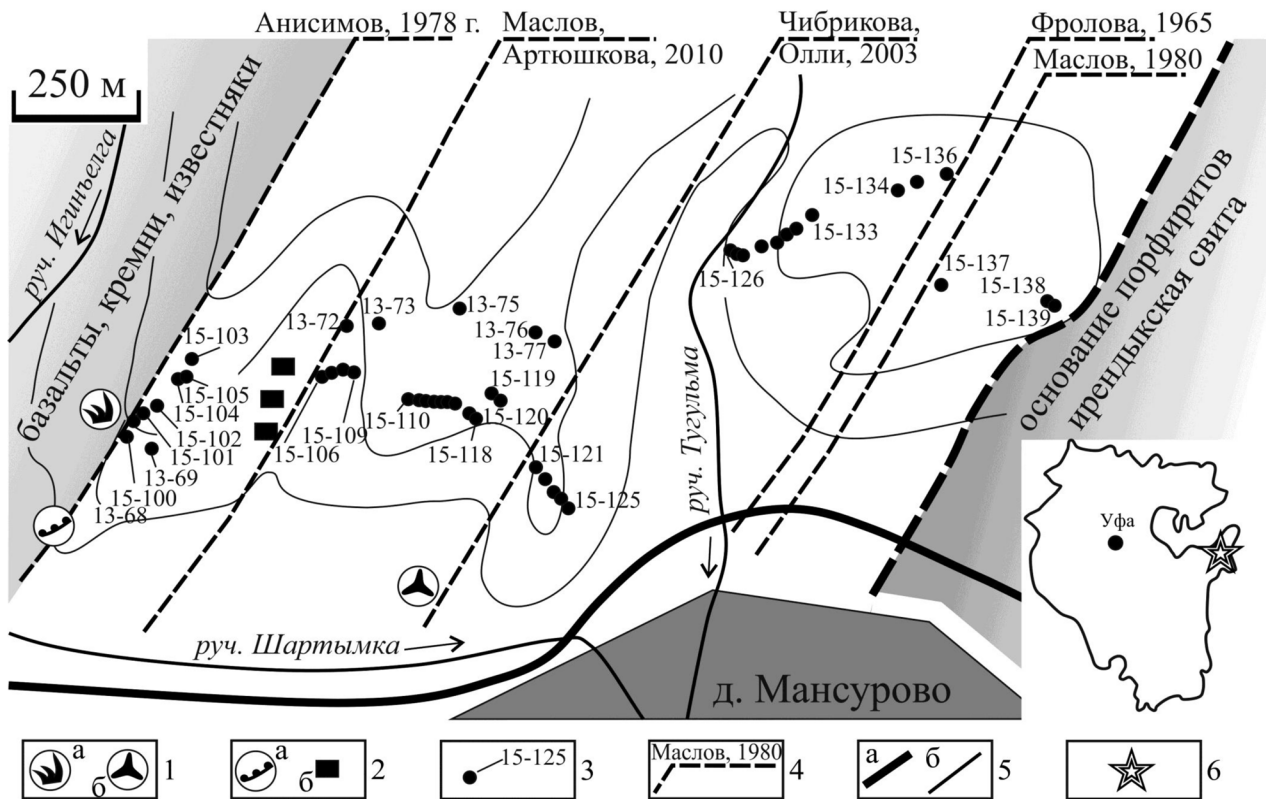 Анисимов, 1978 г.
Маслов,
Артюшкова, 2010
Чибрикова,
Олли, 2003
Фролова, 1965
Маслов, 1980
250 м
руч. Игинъелга
базальты, кремни, известняки
основание порфиритов
ирендыкская свита
15-136
15-134
15-133
15-126
15-137
15-138
15-139
13-75
13-73
13-72
13-76
13-77
15-103
15-105
15-104
15-102
15-101
13-69
15-100
13-68
15-119
15-110
15-120
15-109
15-106
15-118
15-121
15-125
руч. Тугульма
руч. Шартымка
д. Мансурово
Уфа
а
б
1
а
б
2
15-125
3
Маслов, 1980
4
а
б
5
6